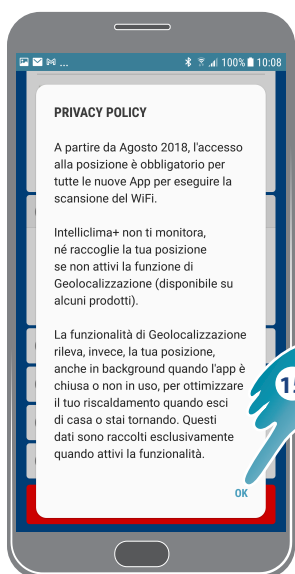 100% 10:08
PRIVACY POLICY
A partire da Agosto 2018, l'accesso
alla posizione è obbligatorio per
tutte le nuove App per eseguire la
scansione del WiFi.
Intelliclima+ non ti monitora,
né raccoglie la tua posizione
se non attivi la funzione di
Geolocalizzazione (disponibile su
alcuni prodotti).
La funzionalità di Geolocalizzazione
rileva, invece, la tua posizione,
anche in background quando l'app è
chiusa o non in uso, per ottimizzare
il tuo riscaldamento quando esci
di casa o stai tornando. Questi
dati sono raccolti esclusivamente
quando attivi la funzionalità.
OK